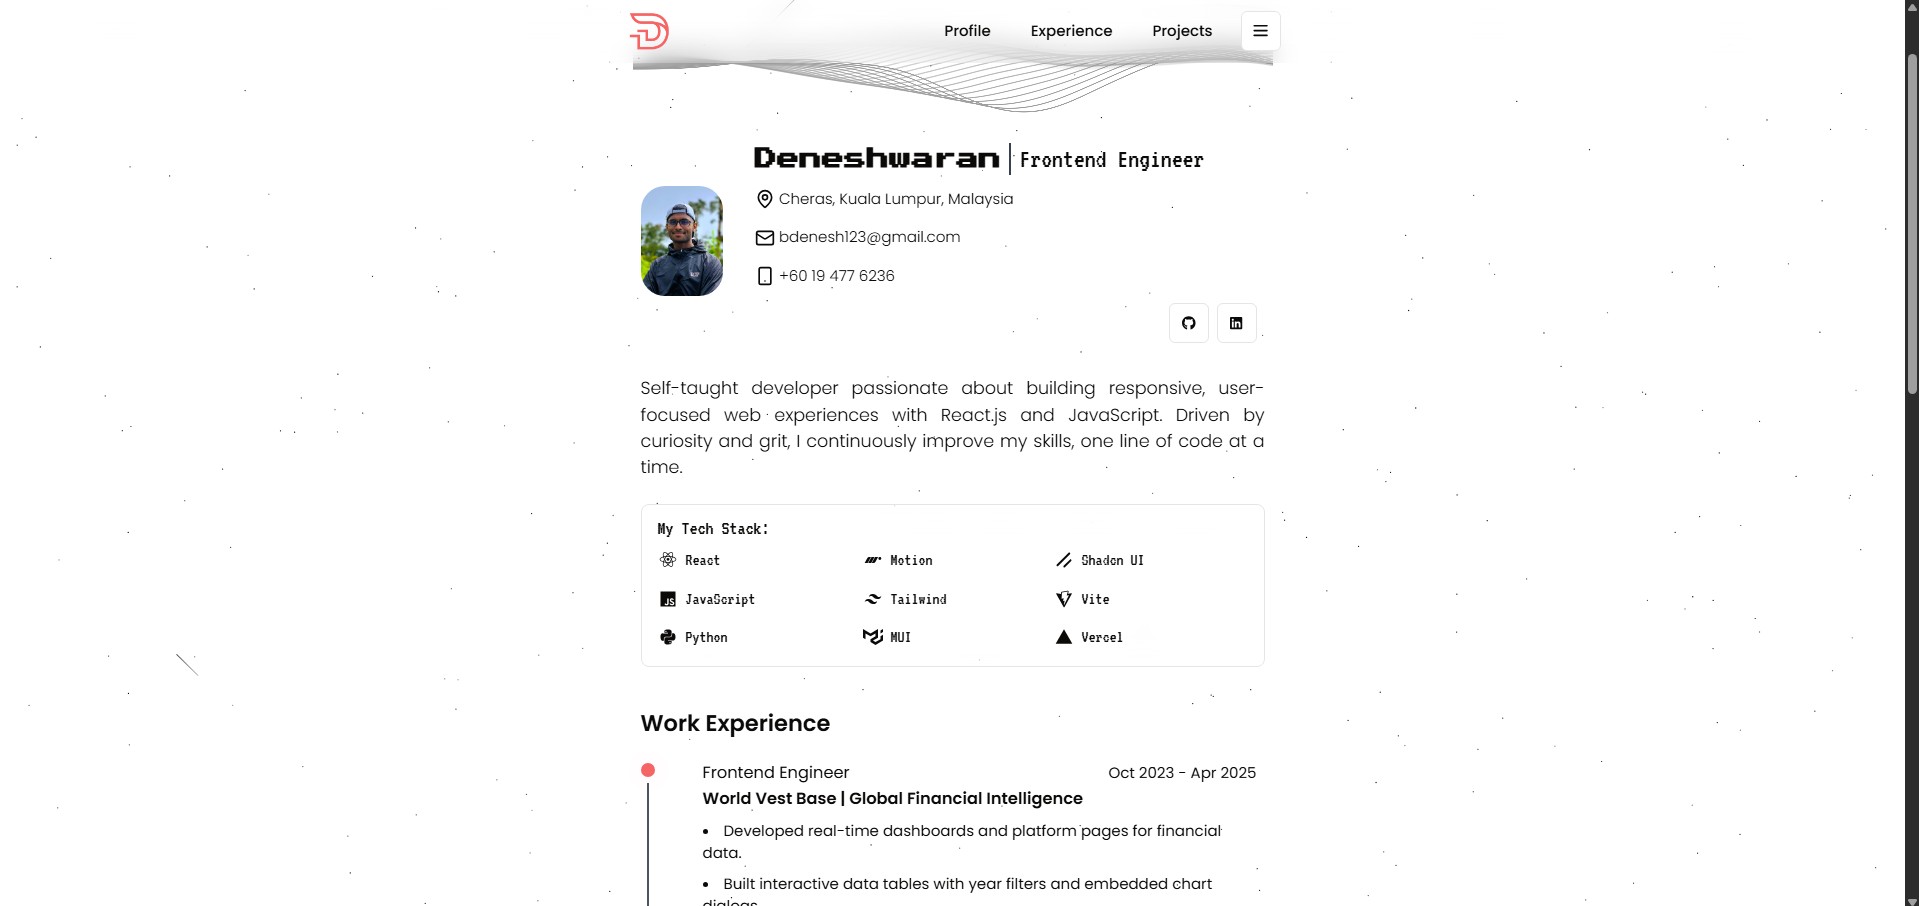 Profile Experience Projects
Deneshwaran Frontend Engineer
Cheras, Kuala Lumpur, Malaysia
bdenesh123@gmail.com
+60 19 477 6236
Self-taught developer passionate about building responsive, user-
focused web experiences with React.js and JavaScript. Driven by
curiosity and grit, I continuously improve my skills, one line of code at a
time.
My Tech Stack:
React Motion Shadcn UI
JavaScript Tailwind Vite
Python MUI Vercel
Work Experience
Frontend Engineer Oct 2023 - Apr 2025
World Vest Base | Global Financial Intelligence
• Developed real-time dashboards and platform pages for financial
data.
• Built interactive data tables with year filters and embedded chart
dialogs.